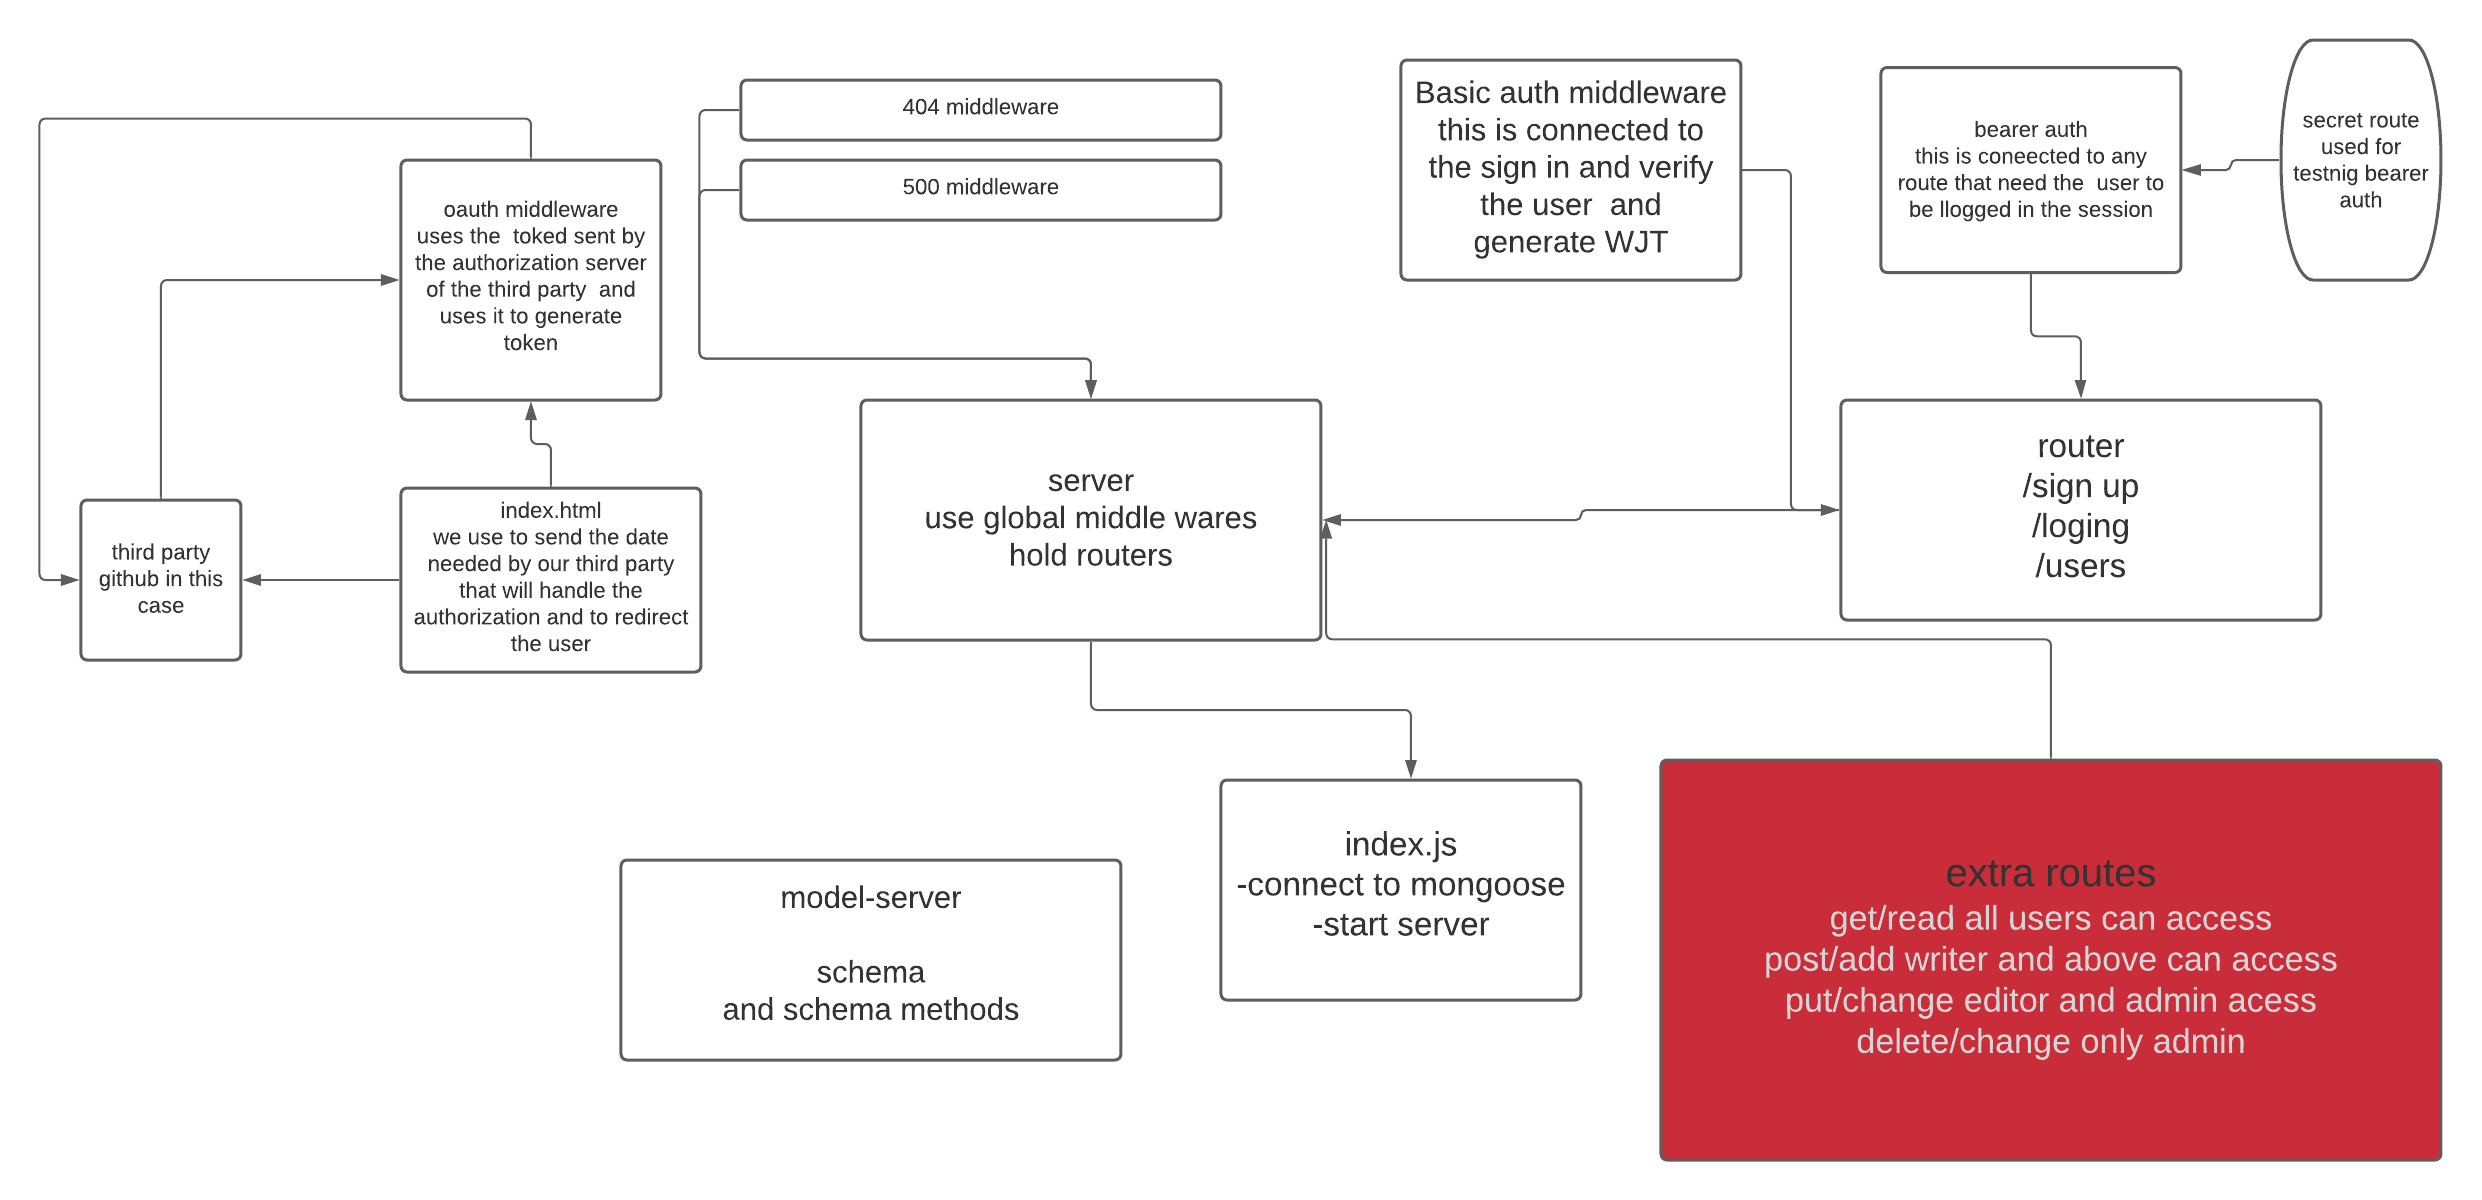 404 middleware
500 middleware
Basic auth middleware
this is connected to
the sign in and verify
the user  and
generate WJT
bearer auth
this is coneected to any
route that need the  user to
be llogged in the session
secret route
used for
testnig bearer
auth
oauth middleware
uses the  toked sent by
the authorization server
of the third party  and
uses it to generate
token
server
use global middle wares
hold routers
router
/sign up
/loging
/users
third party
github in this
case
index.html
we use to send the date
needed by our third party
that will handle the
authorization and to redirect
the user
index.js
-connect to mongoose
-start server
model-server
schema
and schema methods
extra routes
get/read all users can access
post/add writer and above can access
put/change editor and admin acess
delete/change only admin